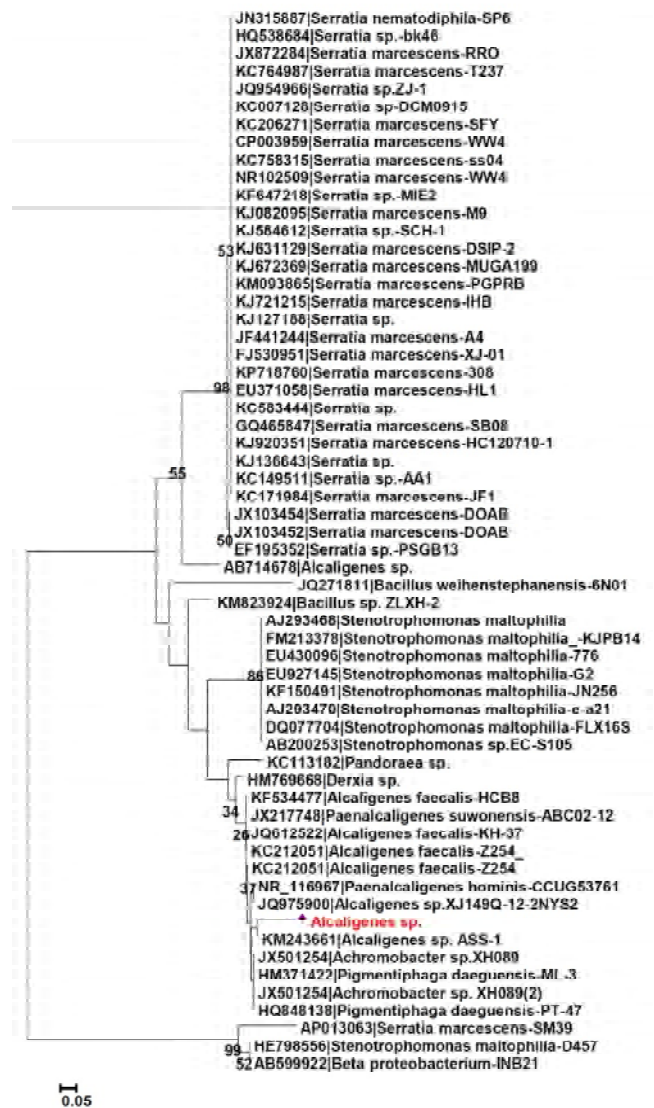 JN315887|Serratia nematodiphila-SP6
HQ538684|Serratia sp.-bk46
JX872284|Serratia marcescens-RRO
KC764987|Serratia marcescens-T237
JQ954966|Serratia sp.ZJ-1
KC007128|Serratia sp-DCM0915
KC206271|Serratia marcescens-SFY
CP003959|Serratia marcescens-WW4
KC758315|Serratia marcescens-ss04
NR102509|Serratia marcescens-WW4
KF647218|Serratia sp.-MIE2
KJ082095|Serratia marcescens-M9
KJ584612|Serratia sp.-SCH-1
53 KJ631129|Serratia marcescens-DSIP-2
KJ672369|Serratia marcescens-MUGA199
KM093865|Serratia marcescens-PGPRB
KJ721215|Serratia marcescens-IHB
KJ127188|Serratia sp.
JF441244|Serratia marcescens-A4
FJ530951|Serratia marcescens-XJ-01
KP718760|Serratia marcescens-308
98 EU371058|Serratia marcescens-HL1
KC583444|Serratia sp.
GQ465847|Serratia marcescens-SB08
KJ920351|Serratia marcescens-HC120710-1
KJ136643|Serratia sp.
55 KC149511|Serratia sp.-AA1
KC171984|Serratia marcescens-JF1
JX103454|Serratia marcescens-DOAB
JX103452|Serratia marcescens-DOAB
50 EF195352|Serratia sp.-PSGB13
AB714678|Alcaligenes sp.
JQ271811|Bacillus weihenstephanensis-6N01
KM823924|Bacillus sp. ZLXH-2
AJ293468|Stenotrophomonas maltophilia
FM213378|Stenotrophomonas maltophilia_-KJPB14
EU430096|Stenotrophomonas maltophilia-776
86 EU927145|Stenotrophomonas maltophilia-G2
KF150491|Stenotrophomonas maltophilia-JN256
AJ293470|Stenotrophomonas maltophilia-e-a21
DQ077704|Stenotrophomonas maltophilia-FLX16S
AB200253|Stenotrophomonas sp.EC-S105
KC113182|Pandoraea sp.
HM769668|Derxia sp.
KF534477|Alcaligenes faecalis-HCB8
34 JX217748|Paenalcaligenes suwonensis-ABC02-12
26 JQ612522|Alcaligenes faecalis-KH-37
KC212051|Alcaligenes faecalis-Z254_
KC212051|Alcaligenes faecalis-Z254
37 NR_116967|Paenalcaligenes hominis-CCUG53761
JQ975900|Alcaligenes sp.XJ149Q-12-2NYS2
Alcaligenes sp.
KM243661|Alcaligenes sp. ASS-1
JX501254|Achromobacter sp.XH089
HM371422|Pigmentiphaga daeguensis-ML-3
JX501254|Achromobacter sp. XH089(2)
HQ848138|Pigmentiphaga daeguensis-PT-47
AP013063|Serratia marcescens-SM39
99 HE798556|Stenotrophomonas maltophilia-D457
52 AB599922|Beta proteobacterium-INB21
0.05